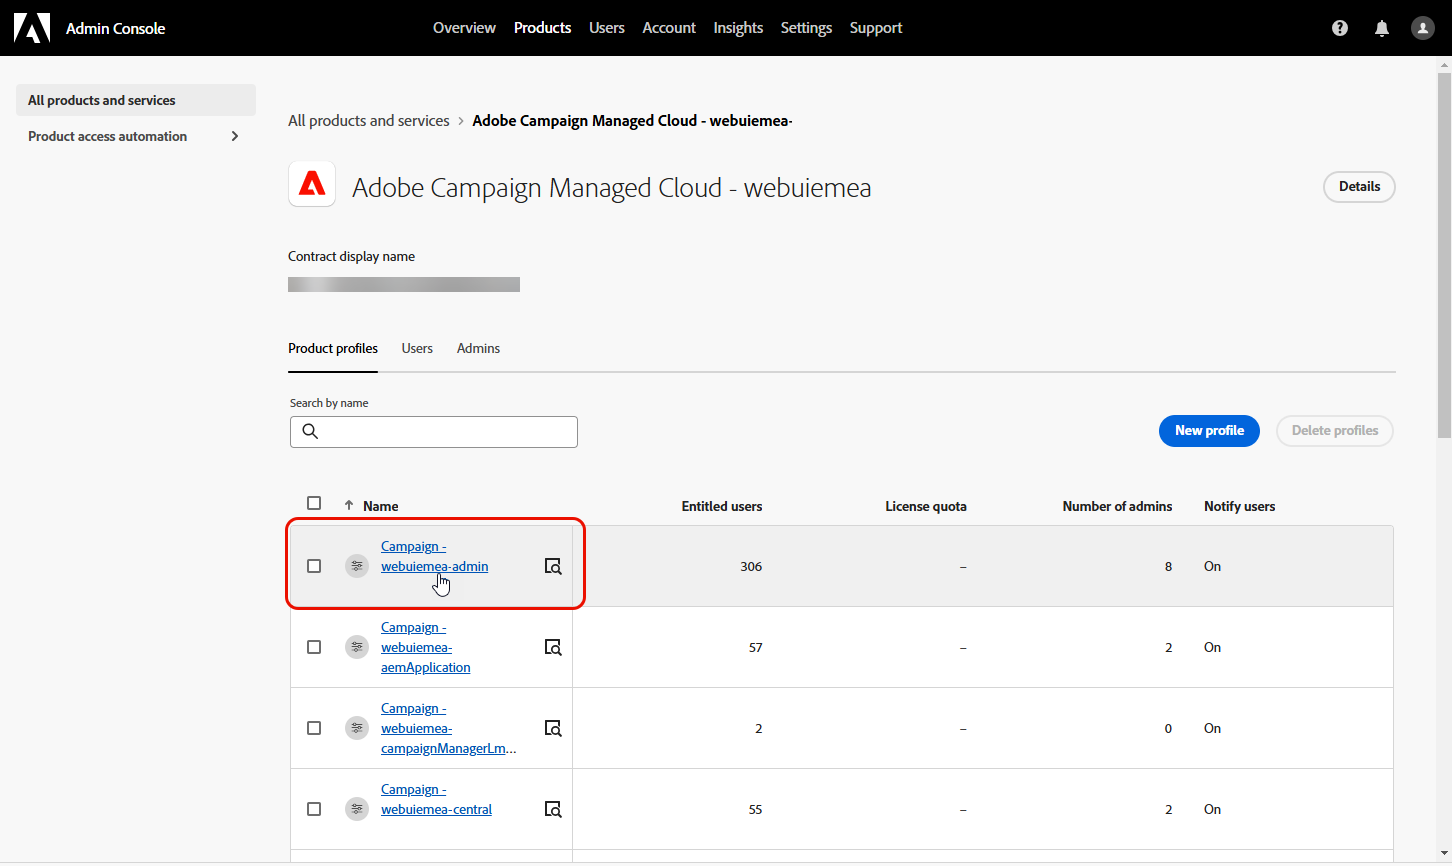 Admin Console
Overview Products Users Account Insights Settings Support
All products and services
Product access automation
All products and services > Adobe Campaign Managed Cloud - webuiemea-
Adobe Campaign Managed Cloud - webuiemea
Details
Contract display name
Product profiles Users Admins
Search by name
New profile
Delete profiles
Name Entitled users License quota Number of admins Notify users
Campaign -
webuiemea-admin
306 – 8 On
Campaign -
webuiemea-
aemApplication
57 – 2 On
Campaign -
webuiemea-
campaignManagerLm...
2 – 0 On
Campaign -
webuiemea-central
55 – 2 On